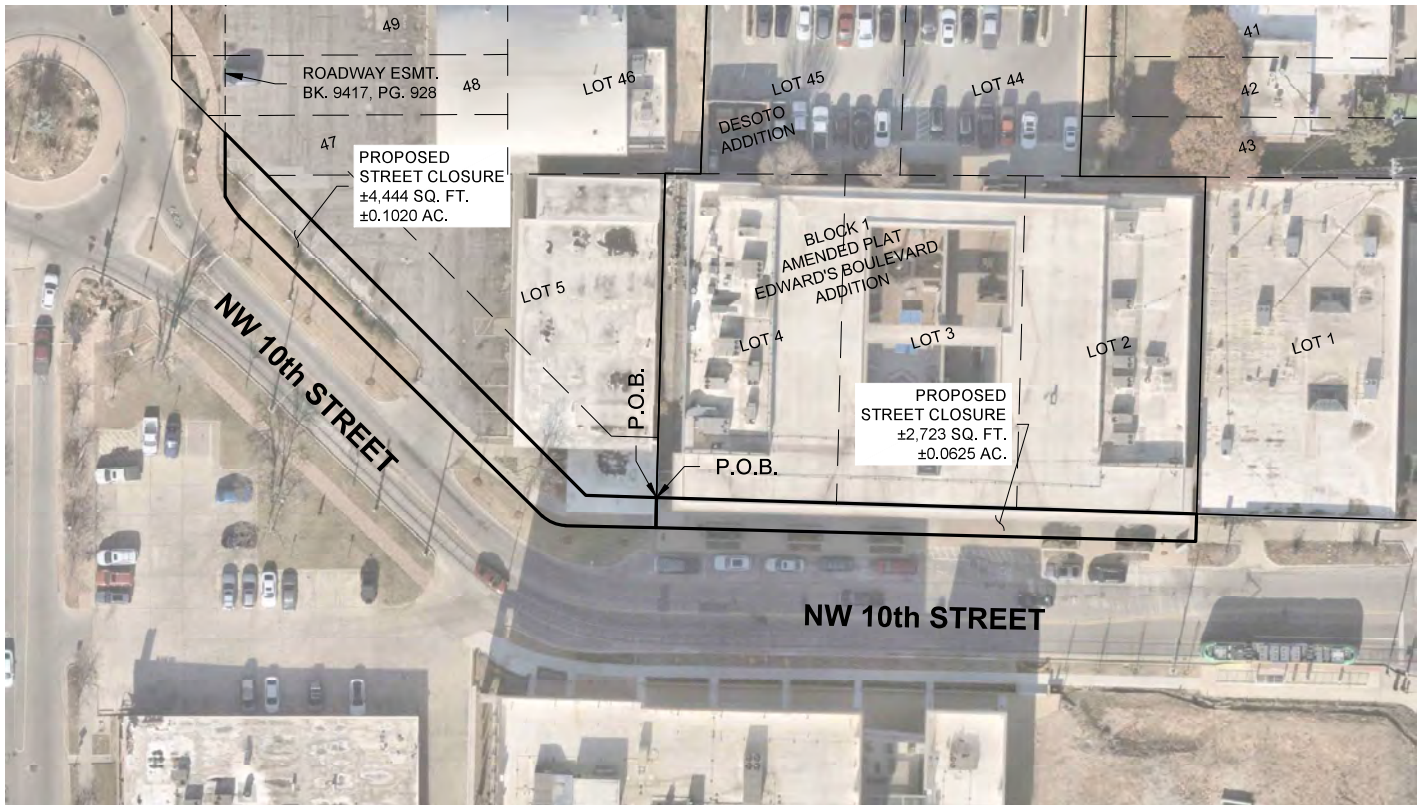 49
ROADWAY ESMT.
BK. 9417, PG. 928
48
LOT 46
LOT 45
LOT 44
41
42
43
DESOTO
ADDITION
47
PROPOSED
STREET CLOSURE
±4,444 SQ. FT.
±0.1020 AC.
BLOCK 1
AMENDED PLAT
EDWARD'S BOULEVARD
ADDITION
LOT 5
LOT 4
LOT 3
LOT 2
LOT 1
NW 10th STREET
P.O.B.
P.O.B.
PROPOSED
STREET CLOSURE
±2,723 SQ. FT.
±0.0625 AC.
NW 10th STREET